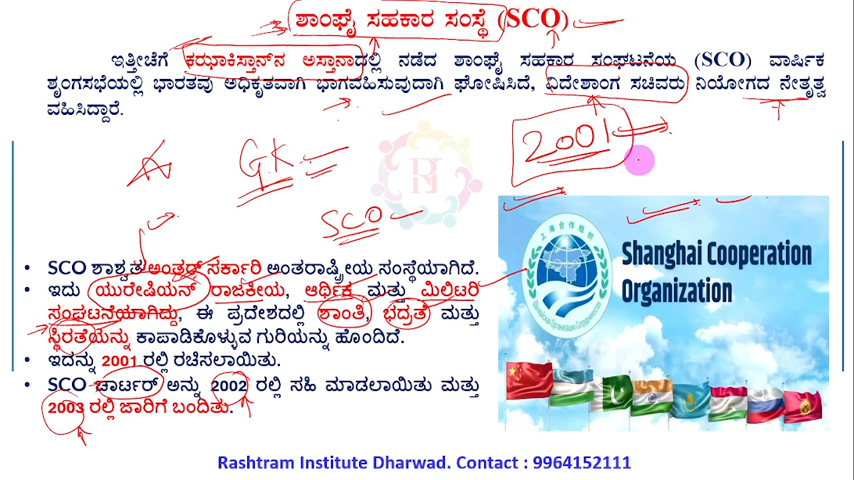 ಶಾಂಘೈ ಸಹಕಾರ ಸಂಸ್ಥೆ (SCO)
ಇತ್ತೀಚೆಗೆ ಕಝಾಕಿಸ್ತಾನ್‌ನ ಅಸ್ತಾನಾದಲ್ಲಿ ನಡೆದ ಶಾಂಘೈ ಸಹಕಾರ ಸಂಘಟನೆಯ (SCO) ವಾರ್ಷಿಕ
ಶೃಂಗಸಭೆಯಲ್ಲಿ ಭಾರತವು ಅಧಿಕೃತವಾಗಿ ಭಾಗವಹಿಸುವುದಾಗಿ ಘೋಷಿಸಿದೆ, ವಿದೇಶಾಂಗ ಸಚಿವರು ನಿಯೋಗದ ನೇತೃತ್ವ
ವಹಿಸಿದ್ದಾರೆ.
2001
GK
SCO
• SCO ಶಾಶ್ವತ ಅಂತರ್ ಸರ್ಕಾರಿ ಅಂತರಾಷ್ಟ್ರೀಯ ಸಂಸ್ಥೆಯಾಗಿದೆ.
• ಇದು ಯುರೇಷಿಯನ್ ರಾಜಕೀಯ, ಆರ್ಥಿಕ ಮತ್ತು ಮಿಲಿಟರಿ
ಸಂಘಟನೆಯಾಗಿದ್ದು, ಈ ಪ್ರದೇಶದಲ್ಲಿ ಶಾಂತಿ, ಭದ್ರತೆ ಮತ್ತು
ಸ್ಥಿರತೆಯನ್ನು ಕಾಪಾಡಿಕೊಳ್ಳುವ ಗುರಿಯನ್ನು ಹೊಂದಿದೆ.
• ಇದನ್ನು 2001 ರಲ್ಲಿ ರಚಿಸಲಾಯಿತು.
• SCO ಚಾರ್ಟರ್ ಅನ್ನು 2002 ರಲ್ಲಿ ಸಹಿ ಮಾಡಲಾಯಿತು ಮತ್ತು
2003 ರಲ್ಲಿ ಜಾರಿಗೆ ಬಂದಿತು.
Shanghai Cooperation
Organization
Rashtram Institute Dharwad. Contact : 9964152111